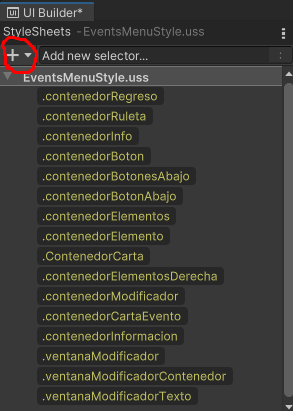 UI Builder*
StyleSheets - EventsMenuStyle.uss
Add new selector...
EventsMenuStyle.uss
.contenedorRegreso
.contenedorRuleta
.contenedorInfo
.contenedorBoton
.contenedorBotonesAbajo
.contenedorBotonAbajo
.contenedorElementos
.contenedorElemento
.ContenedorCarta
.contenedorElementosDerecha
.contenedorModificador
.contenedorCartaEvento
.contenedorInformacion
.ventanaModificador
.ventanaModificadorContenedor
.ventanaModificadorTexto